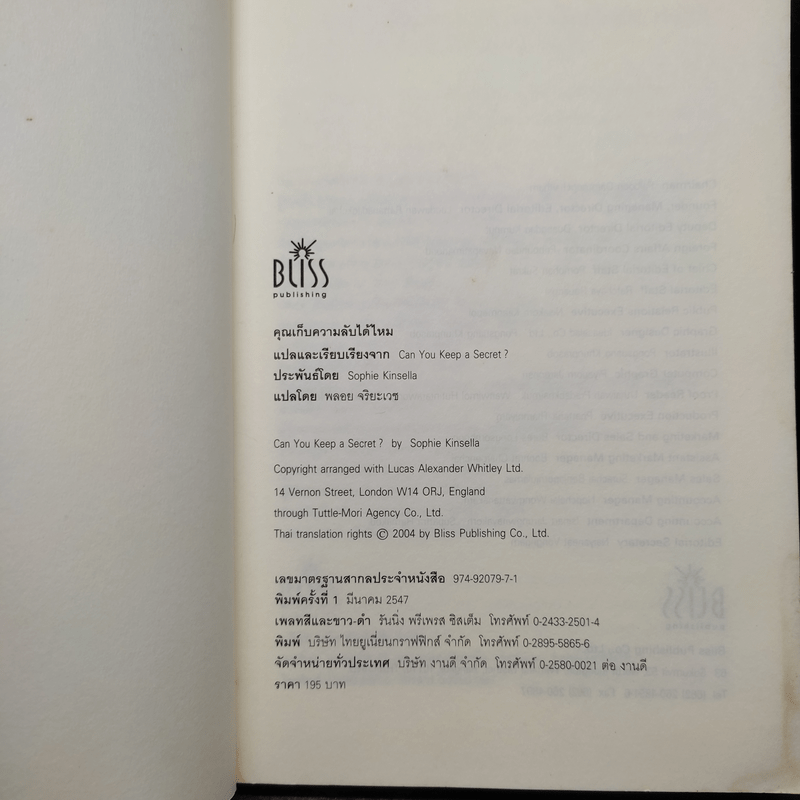 BLISS
publishing
คุณเก็บความลับได้ไหม
แปลและเรียบเรียงจาก Can You Keep a Secret ?
ประพันธ์โดย Sophie Kinsella
แปลโดย พลอย จริยะเวช
Can You Keep a Secret ? by Sophie Kinsella
Copyright arranged with Lucas Alexander Whitley Ltd.
14 Vernon Street, London W14 ORJ, England
through Tuttle-Mori Agency Co., Ltd.
Thai translation rights © 2004 by Bliss Publishing Co., Ltd.
เลขมาตรฐานสากลประจำหนังสือ 974-92079-7-1
พิมพ์ครั้งที่ 1 มีนาคม 2547
เพลทสีและขาว-ดำ รันนิ่ง พรีเพรส ซิสเต็ม โทรศัพท์ 0-2433-2501-4
พิมพ์ บริษัท ไทยยูเนี่ยนกราฟฟิกส์ จำกัด โทรศัพท์ 0-2895-5865-6
จัดจำหน่ายทั่วประเทศ บริษัท งานดี จำกัด โทรศัพท์ 0-2580-0021 ต่อ งานดี
ราคา 195 บาท